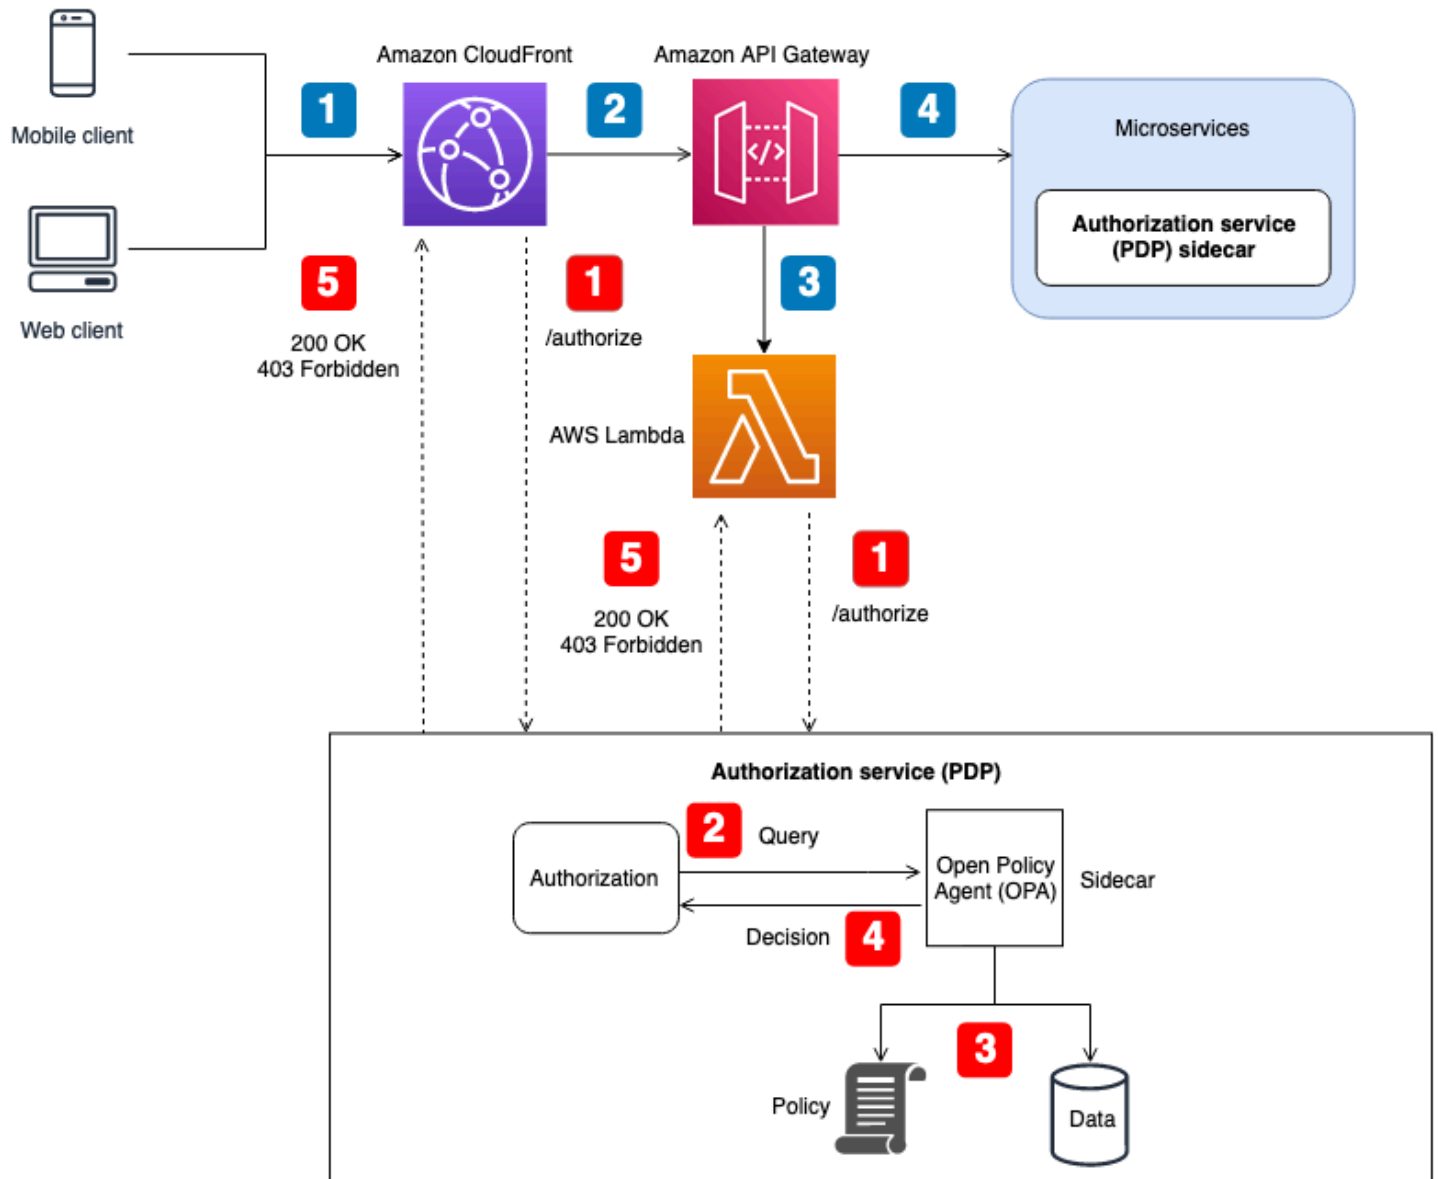 Amazon CloudFront
Amazon API Gateway
1
2
4
Mobile client
Microservices
</>
Authorization service
(PDP) sidecar
5
1
3
Web client
200 OK
403 Forbidden
/authorize
AWS Lambda
5
1
200 OK
403 Forbidden
/authorize
Authorization service (PDP)
2
Query
Authorization
Open Policy
Agent (OPA)
Sidecar
Decision
4
3
Policy
Data